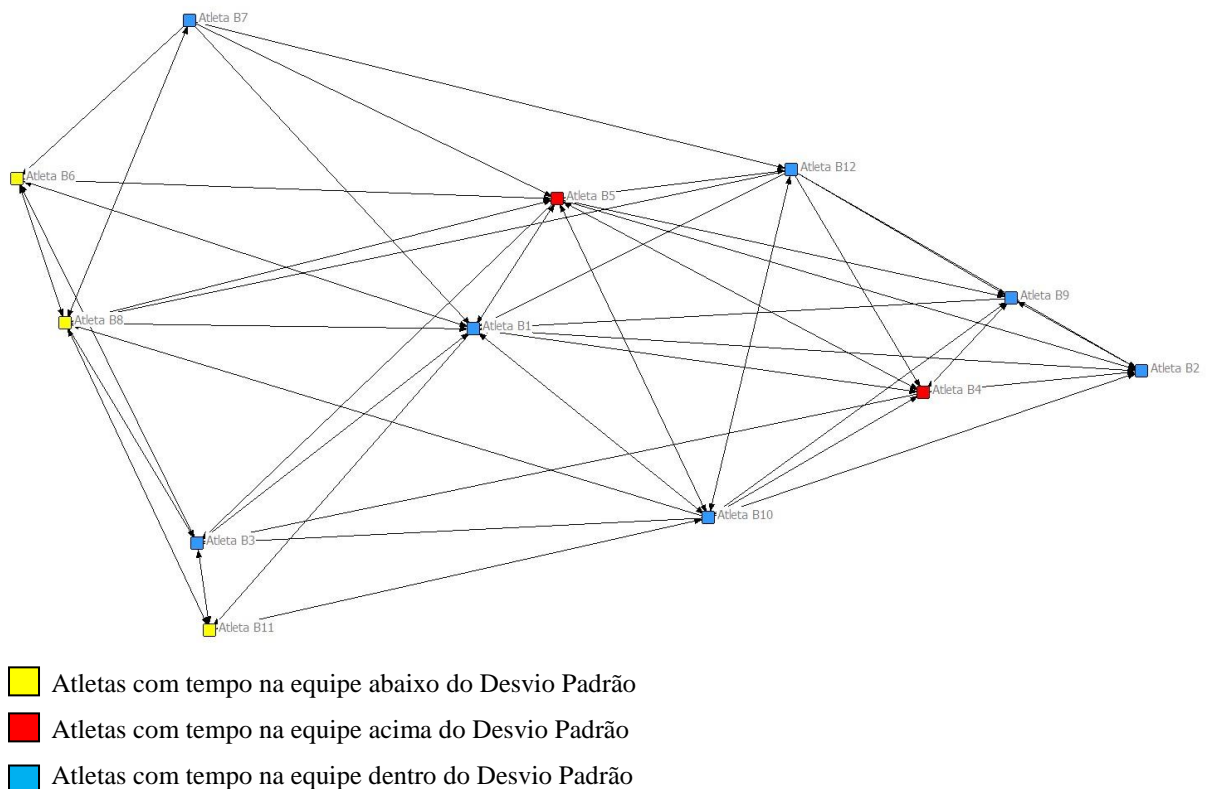 Atleta B7
Atleta B12
Atleta B6
Atleta B5
Atleta B9
Atleta B8
Atleta B1
Atleta B2
Atleta B4
Atleta B10
Atleta B3
Atleta B11
Atletas com tempo na equipe abaixo do Desvio Padrão
Atletas com tempo na equipe acima do Desvio Padrão
Atletas com tempo na equipe dentro do Desvio Padrão